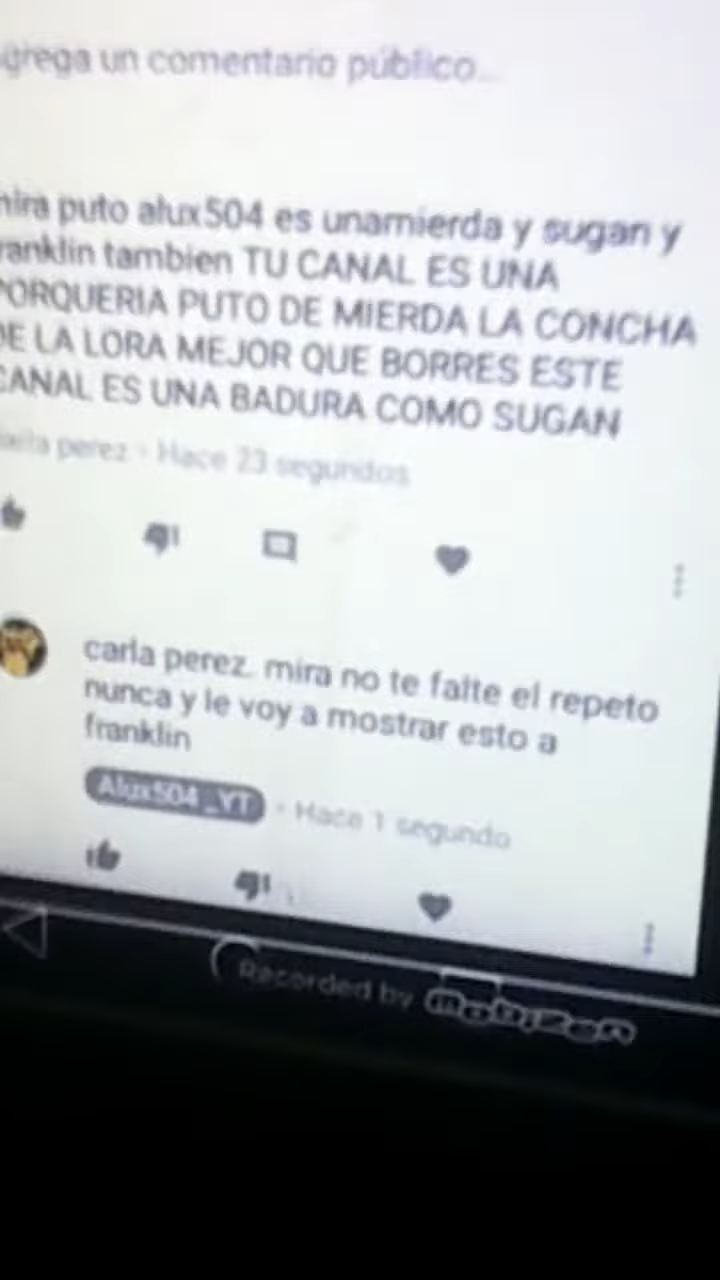 grega un comentario público...
mira puto alux504 es unamierda y sugan y
ranklin tambien TU CANAL ES UNA
PORQUERIA PUTO DE MIERDA LA CONCHA
DE LA LORA MEJOR QUE BORRES ESTE
CANAL ES UNA BADURA COMO SUGAN
carla perez · Hace 23 segundos
carla perez. mira no te falte el repeto
nunca y le voy a mostrar esto a
franklin
Alux504_YT · Hace 1 segundo
Recorded by